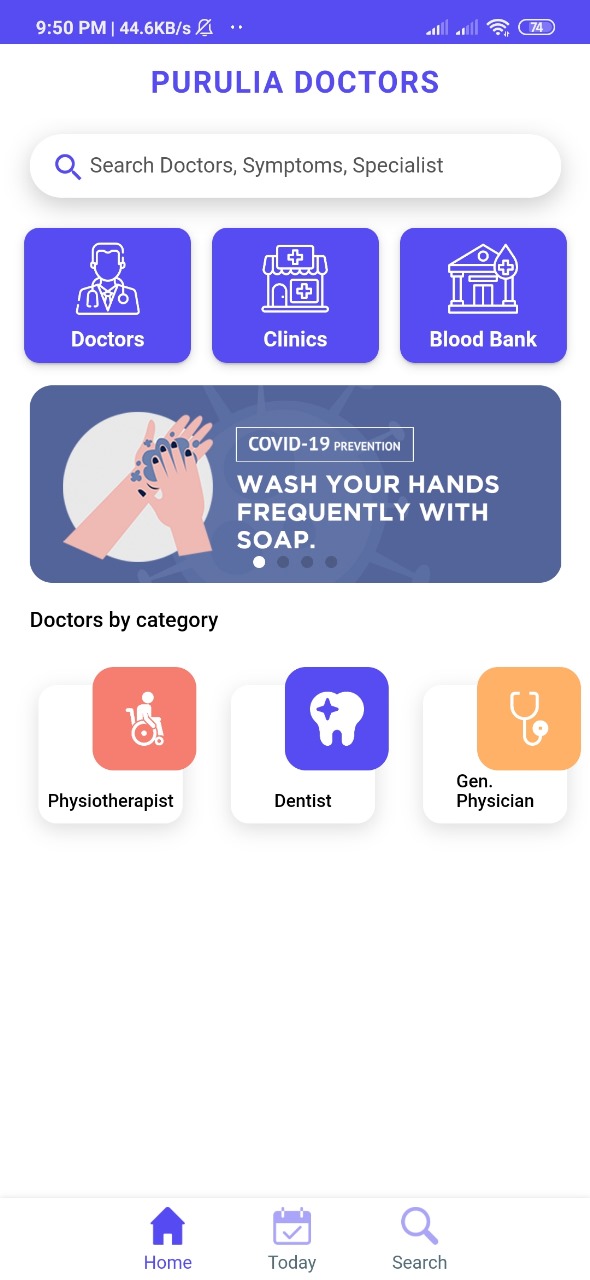 9:50 PM | 44.6KB/s
74
PURULIA DOCTORS
Search Doctors, Symptoms, Specialist
Doctors
Clinics
Blood Bank
COVID-19 PREVENTION
WASH YOUR HANDS
FREQUENTLY WITH
SOAP.
Doctors by category
Physiotherapist
Dentist
Gen.
Physician
Home
Today
Search